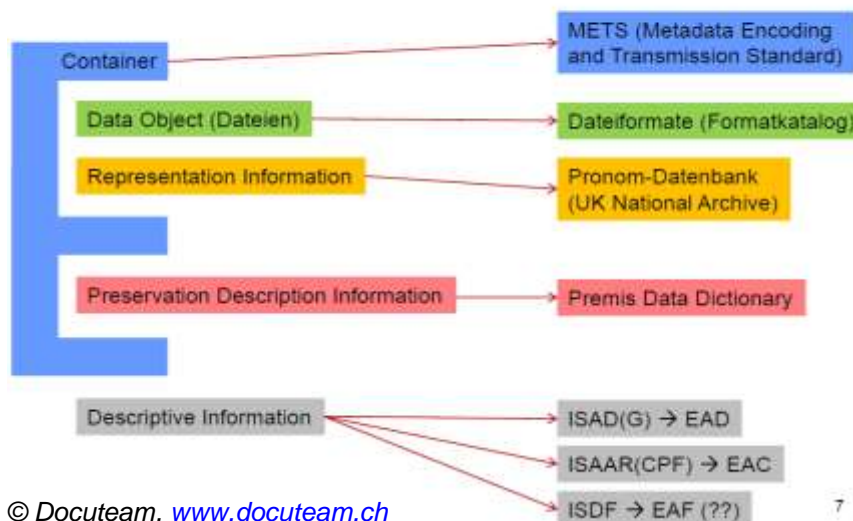 Container
METS (Metadata Encoding
and Transmission Standard)
Data Object (Dateien)
Dateiformate (Formatkatalog)
Representation Information
Pronom-Datenbank
(UK National Archive)
Preservation Description Information
Premis Data Dictionary
Descriptive Information
ISAD(G) → EAD
ISAAR(CPF) → EAC
ISDF → EAF (??)
© Docuteam. www.docuteam.ch
7